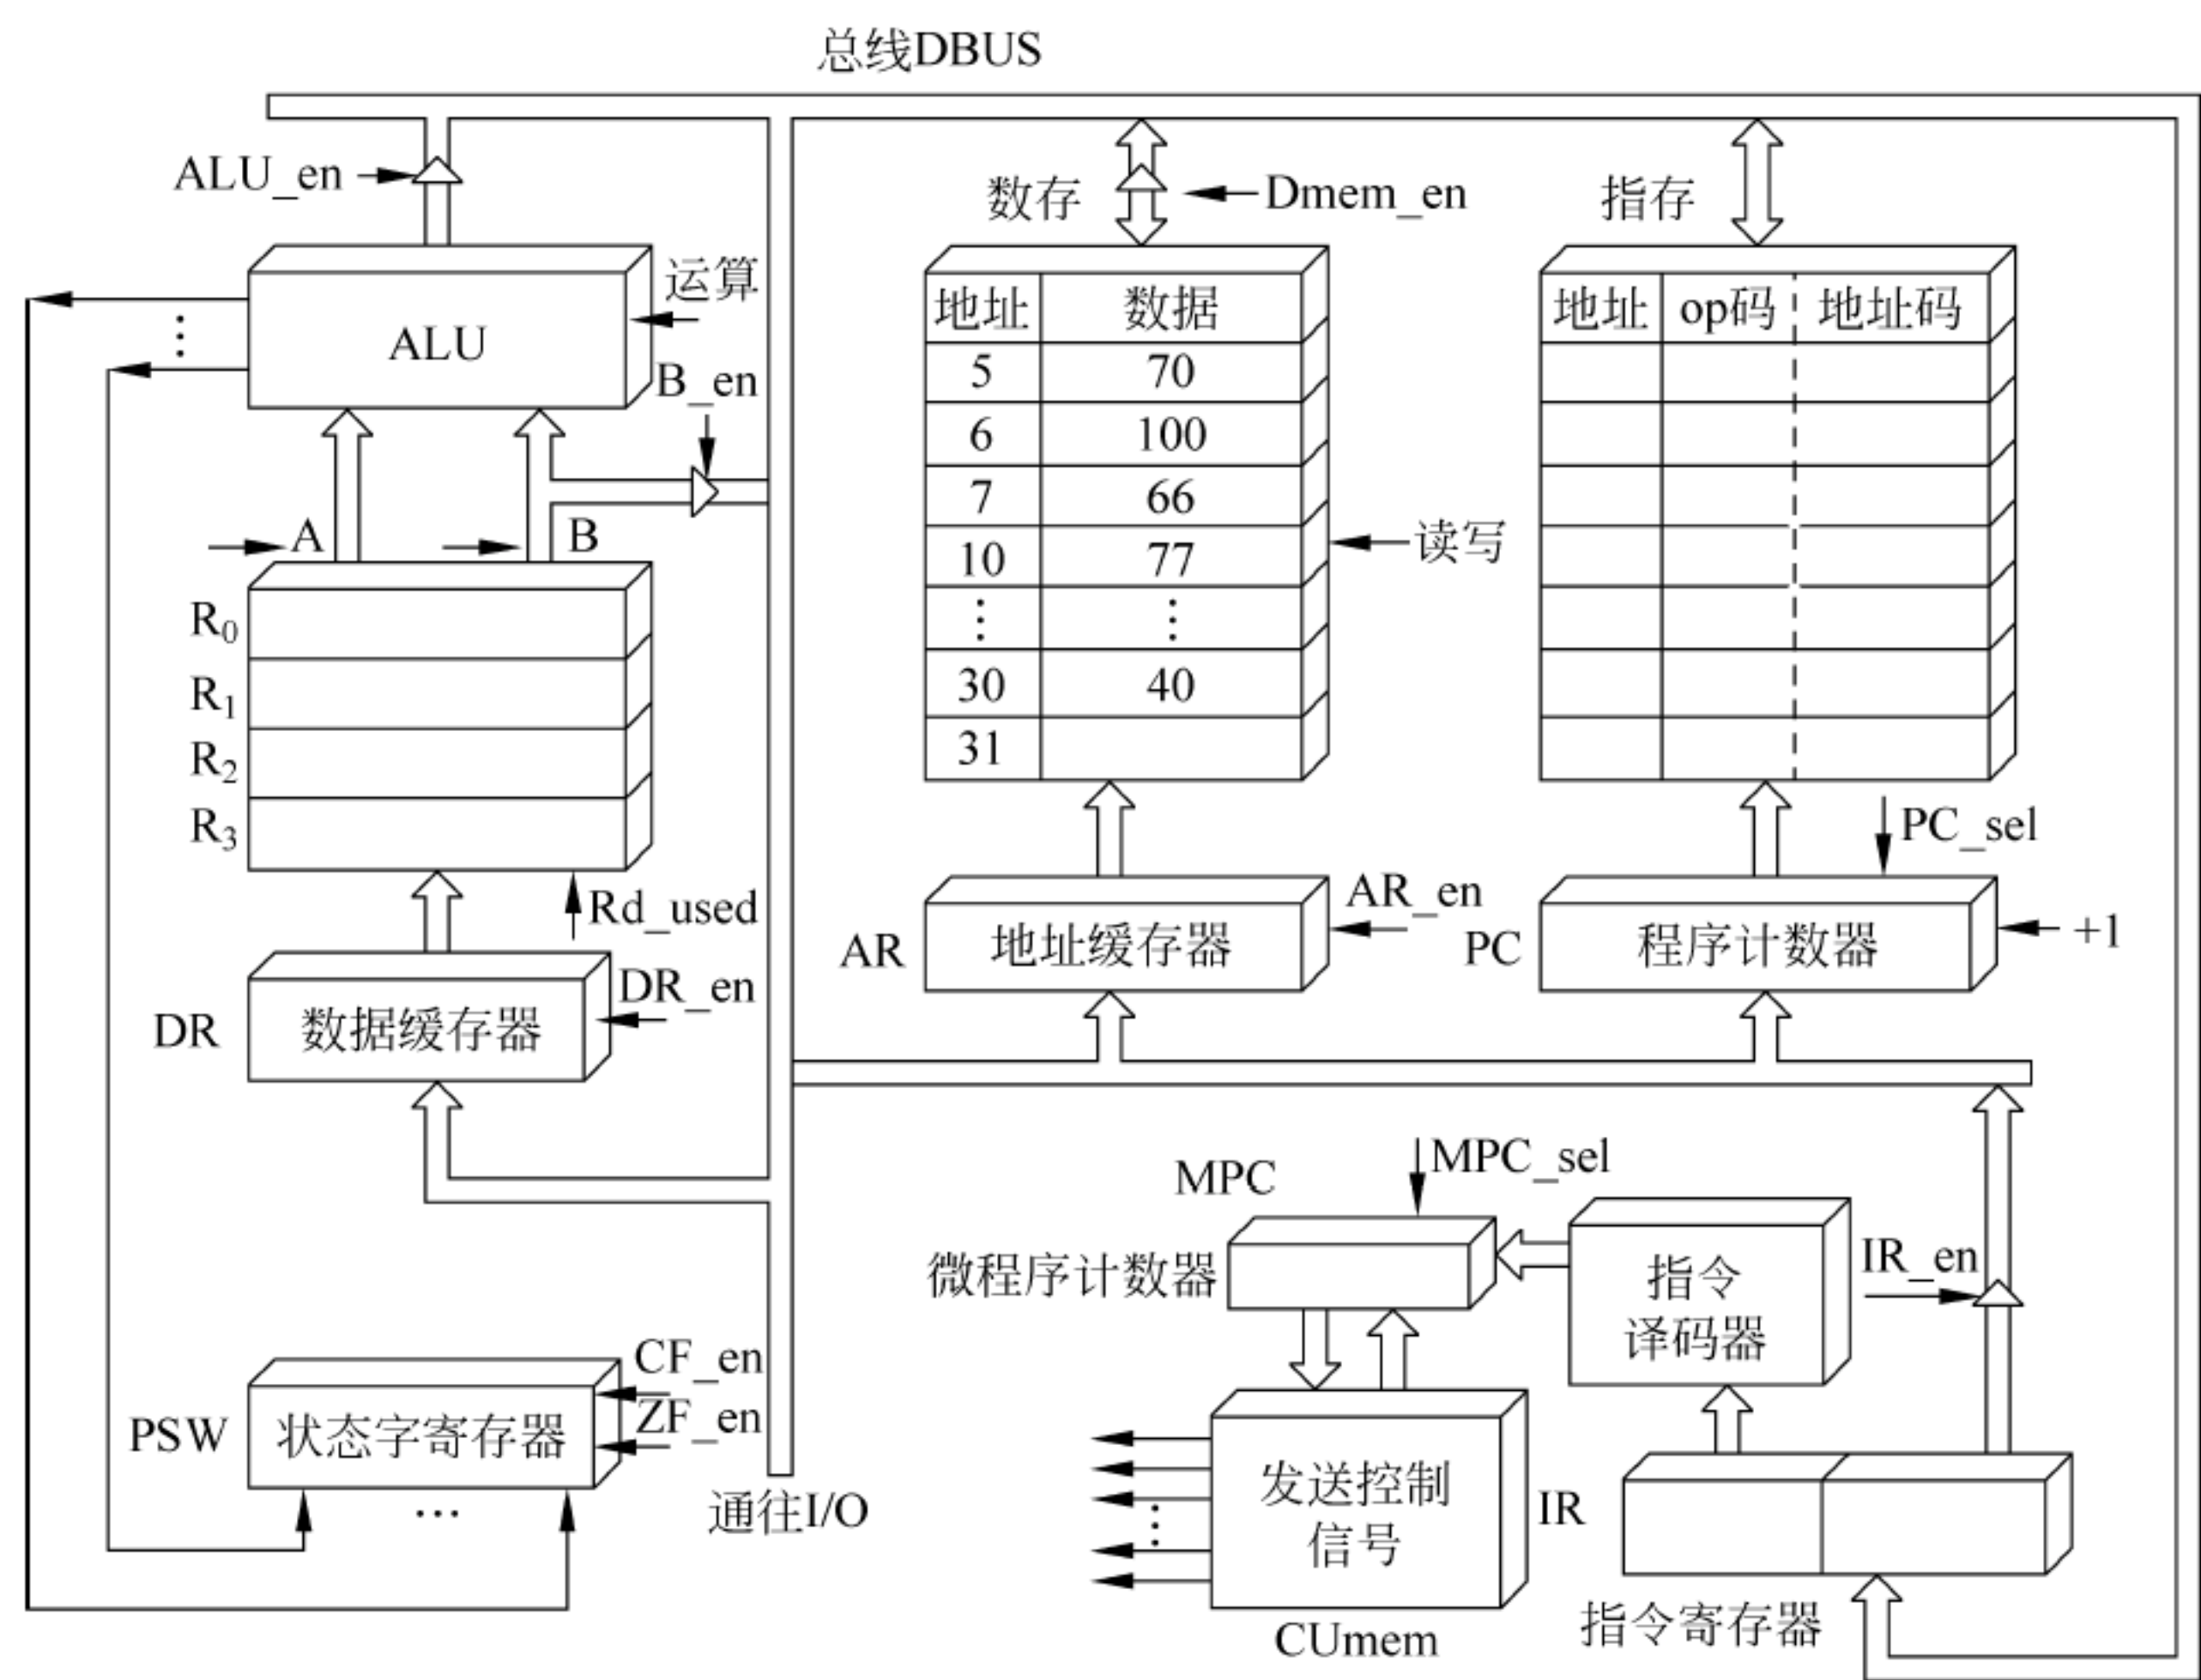 总线DBUS
ALU_en
数存
Dmem_en
指存
运算
ALU
B_en
A
B
R0
R1
R2
R3
Rd_used
DR
数据缓存器
DR_en
PSW
状态字寄存器
CF_en
ZF_en
…
通往I/O
地址 数据
5 70
6 100
7 66
10 77
⋮ ⋮
30 40
31
读写
地址 op码 地址码
AR
地址缓存器
AR_en
PC
程序计数器
PC_sel
+1
MPC
MPC_sel
微程序计数器
指令
译码器
IR_en
发送控制
信号
CUmem
IR
指令寄存器